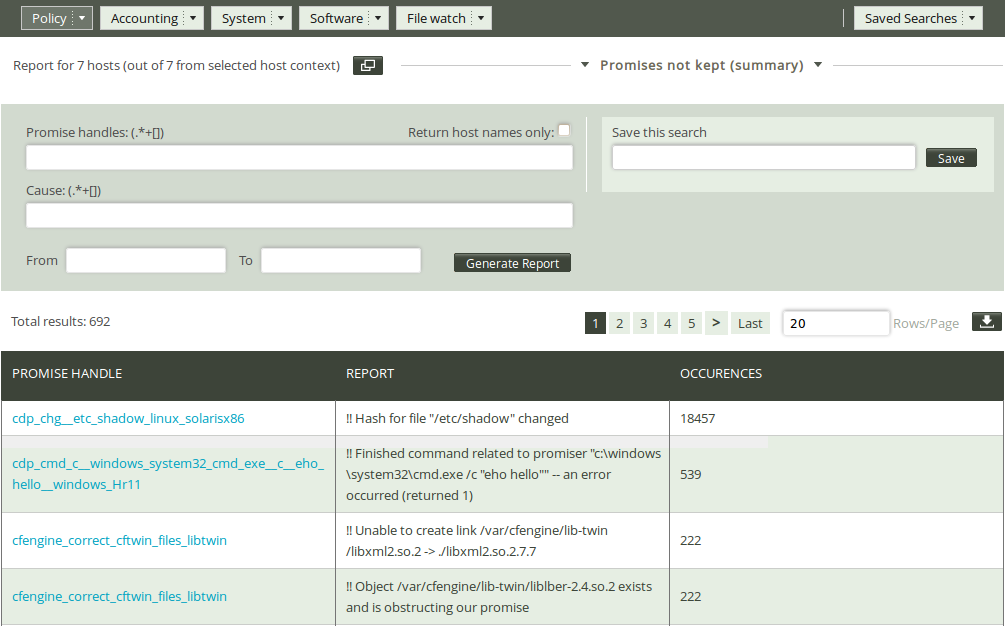 Policy Accounting System Software File watch Saved Searches
Report for 7 hosts (out of 7 from selected host context) Promises not kept (summary)
Promise handles: (.*+[]) Return host names only: Save this search
Save
Cause: (.*+[])
From To Generate Report
Total results: 692 1 2 3 4 5 > Last 20 Rows/Page
PROMISE HANDLE REPORT OCCURENCES
cdp_chg__etc_shadow_linux_solarisx86 !! Hash for file "/etc/shadow" changed 18457
cdp_cmd_c__windows_system32_cmd_exe__c__eho_
hello__windows_Hr11
!! Finished command related to promiser "c:\windows
\system32\cmd.exe /c "eho hello"" -- an error
occurred (returned 1)
539
cfengine_correct_cftwin_files_libtwin
!! Unable to create link /var/cfengine/lib-twin
/libxml2.so.2 -> ./libxml2.so.2.7.7
222
cfengine_correct_cftwin_files_libtwin
!! Object /var/cfengine/lib-twin/liblber-2.4.so.2 exists
and is obstructing our promise
222